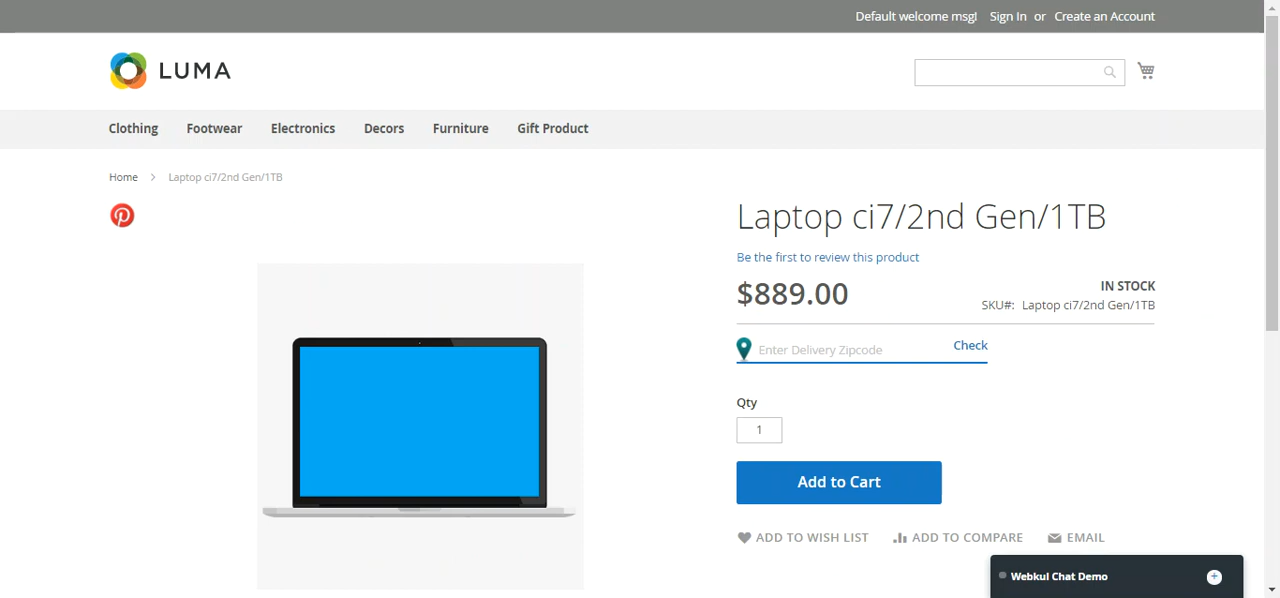 Default welcome msg! Sign In or Create an Account
LUMA
Clothing Footwear Electronics Decors Furniture Gift Product
Home > Laptop ci7/2nd Gen/1TB
Laptop ci7/2nd Gen/1TB
Be the first to review this product
$889.00
IN STOCK
SKU#: Laptop ci7/2nd Gen/1TB
Enter Delivery Zipcode Check
Qty
1
Add to Cart
ADD TO WISH LIST ADD TO COMPARE EMAIL
Webkul Chat Demo